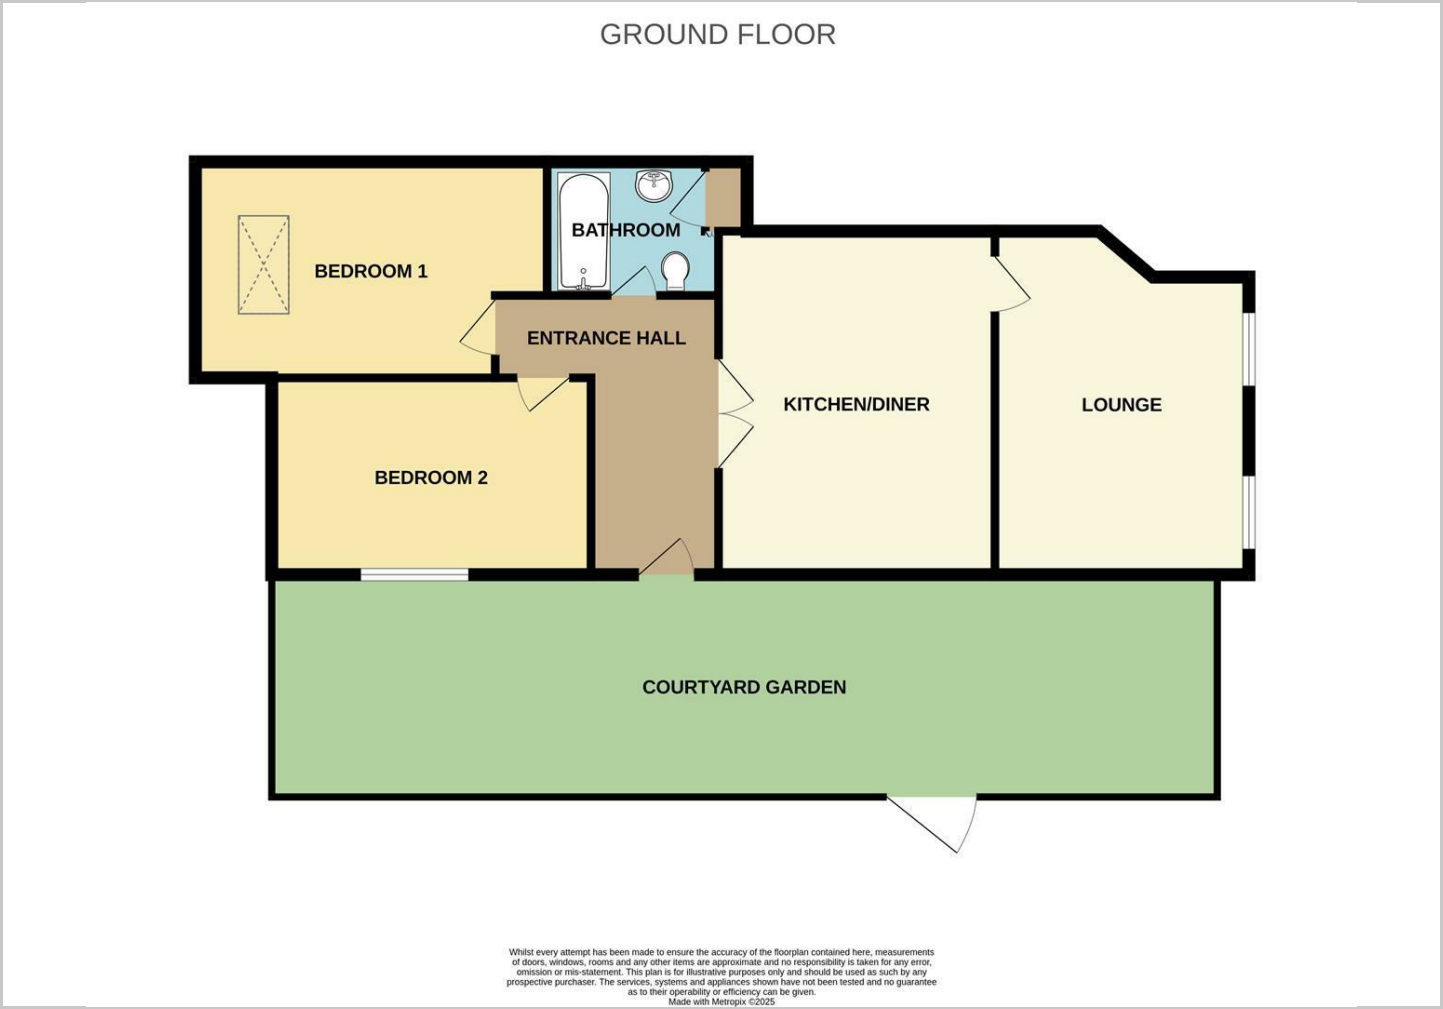 GROUND FLOOR
BATHROOM
BEDROOM 1
ENTRANCE HALL
KITCHEN/DINER
LOUNGE
BEDROOM 2
COURTYARD GARDEN
Whilst every attempt has been made to ensure the accuracy of the floorplan contained here, measurements
of doors, windows, rooms and any other items are approximate and no responsibility is taken for any error,
omission or mis-statement. This plan is for illustrative purposes only and should be used as such by any
prospective purchaser. The services, systems and appliances shown have not been tested and no guarantee
as to their operability or efficiency can be given.
Made with Metropix ©2025